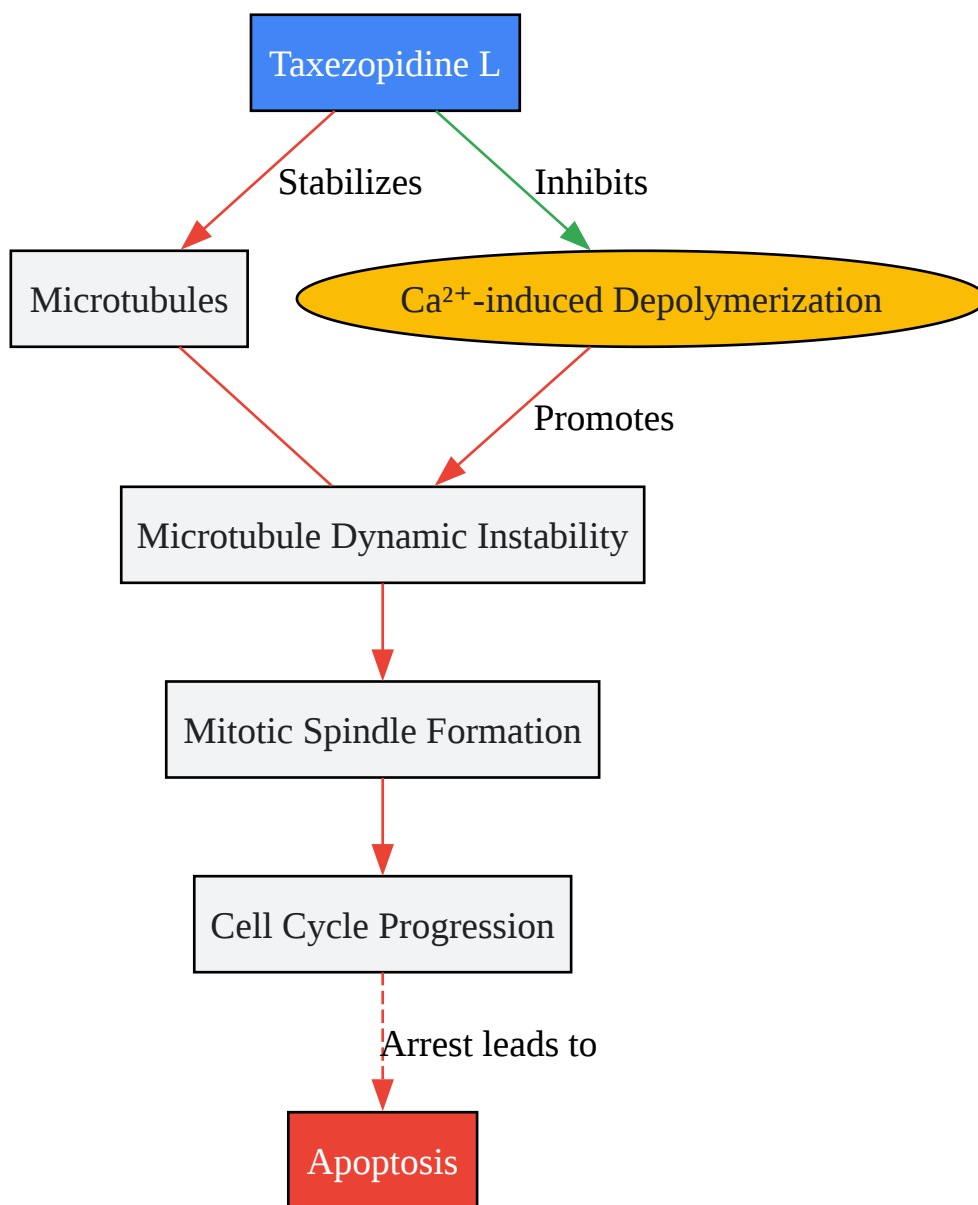 Taxezopidine L
Stabilizes
Inhibits
Microtubules
Ca²⁺-induced Depolymerization
Promotes
Microtubule Dynamic Instability
Mitotic Spindle Formation
Cell Cycle Progression
Arrest leads to
Apoptosis